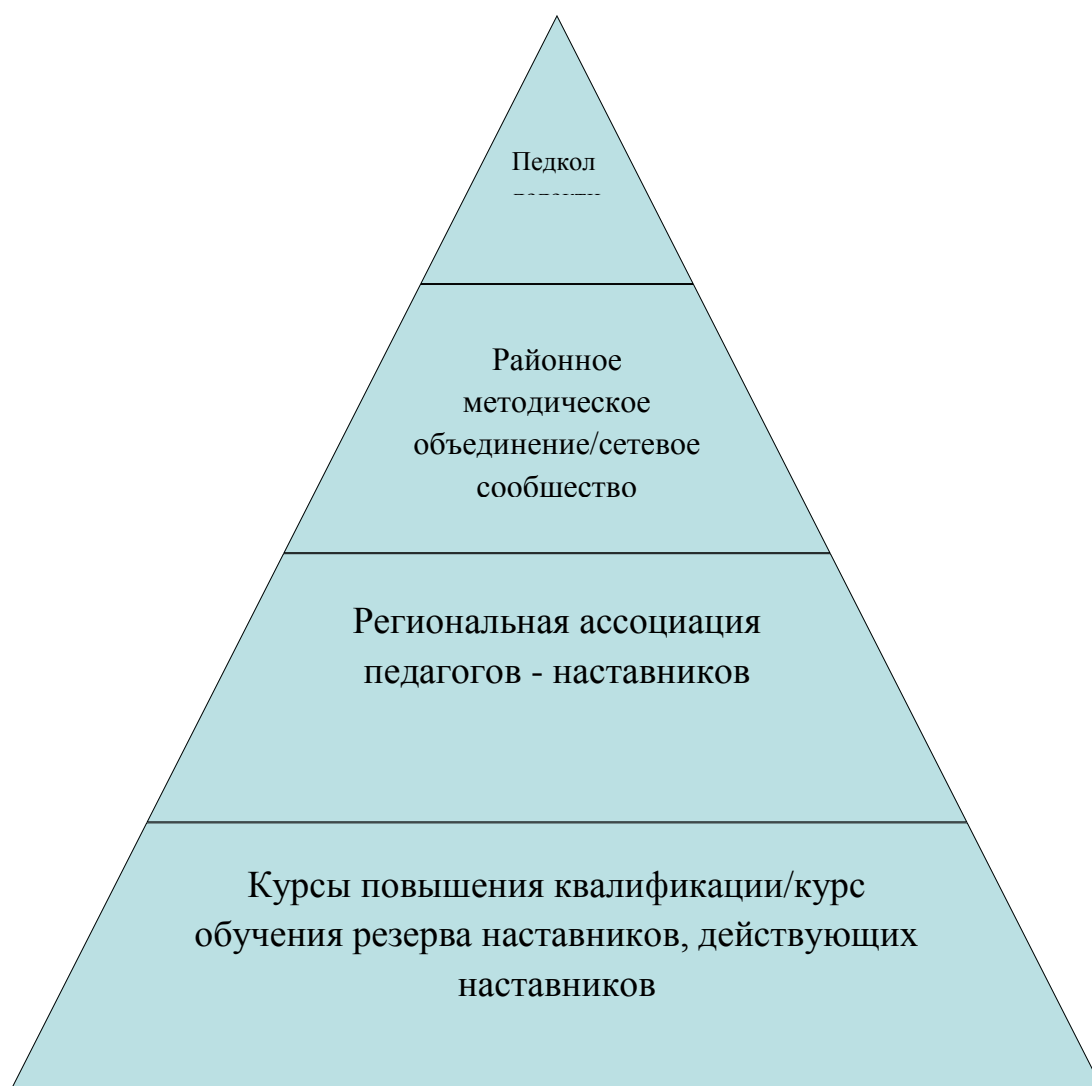 Педкол
Районное
методическое
объединение/сетевое
сообщество
Региональная ассоциация
педагогов - наставников
Курсы повышения квалификации/курс
обучения резерва наставников, действующих
наставников